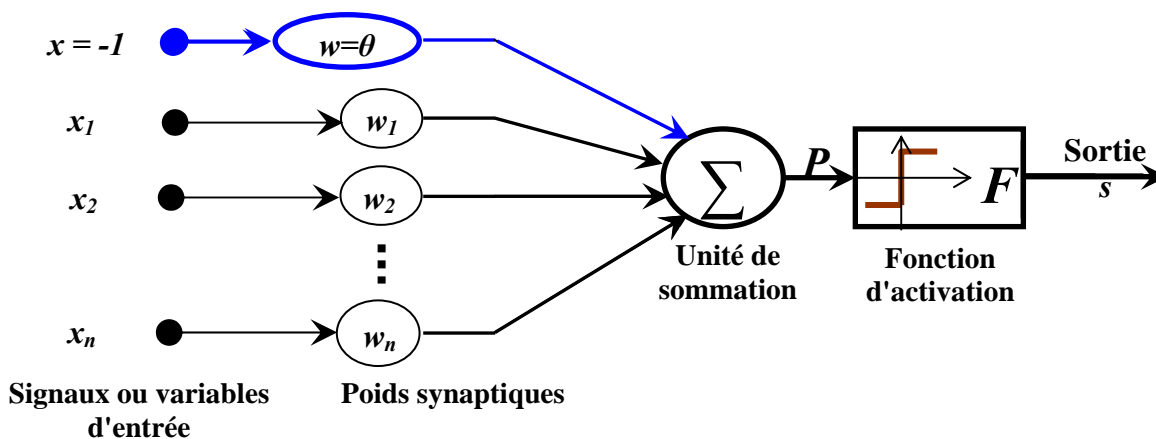 x = -1
w=θ
x1
w1
x2
w2
xn
wn
∑
P
F
Sortie
s
Unité de
sommation
Fonction
d'activation
Signaux ou variables
d'entrée
Poids synaptiques